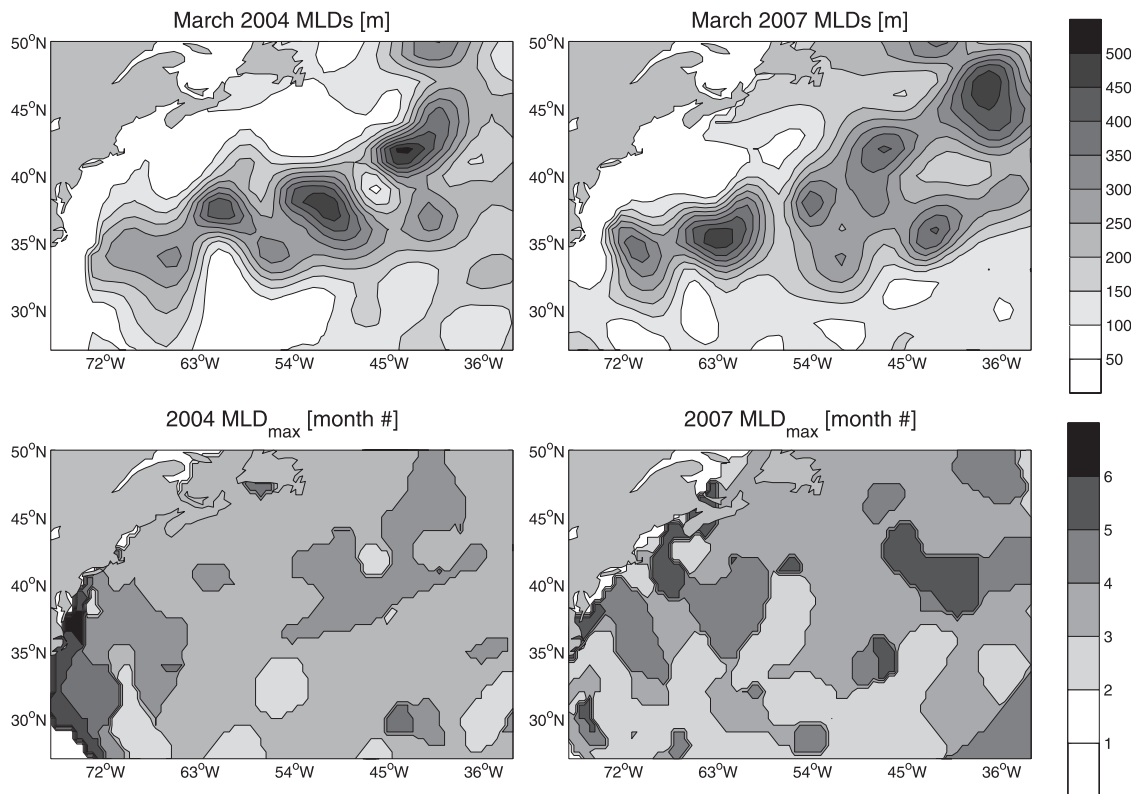 March 2004 MLDs [m]
March 2007 MLDs [m]
50°N
45°N
40°N
35°N
30°N
72°W 63°W 54°W 45°W 36°W
50°N
45°N
40°N
35°N
30°N
72°W 63°W 54°W 45°W 36°W
500
450
400
350
300
250
200
150
100
50
2004 MLDmax [month #]
2007 MLDmax [month #]
50°N
45°N
40°N
35°N
30°N
72°W 63°W 54°W 45°W 36°W
50°N
45°N
40°N
35°N
30°N
72°W 63°W 54°W 45°W 36°W
6
5
4
3
2
1